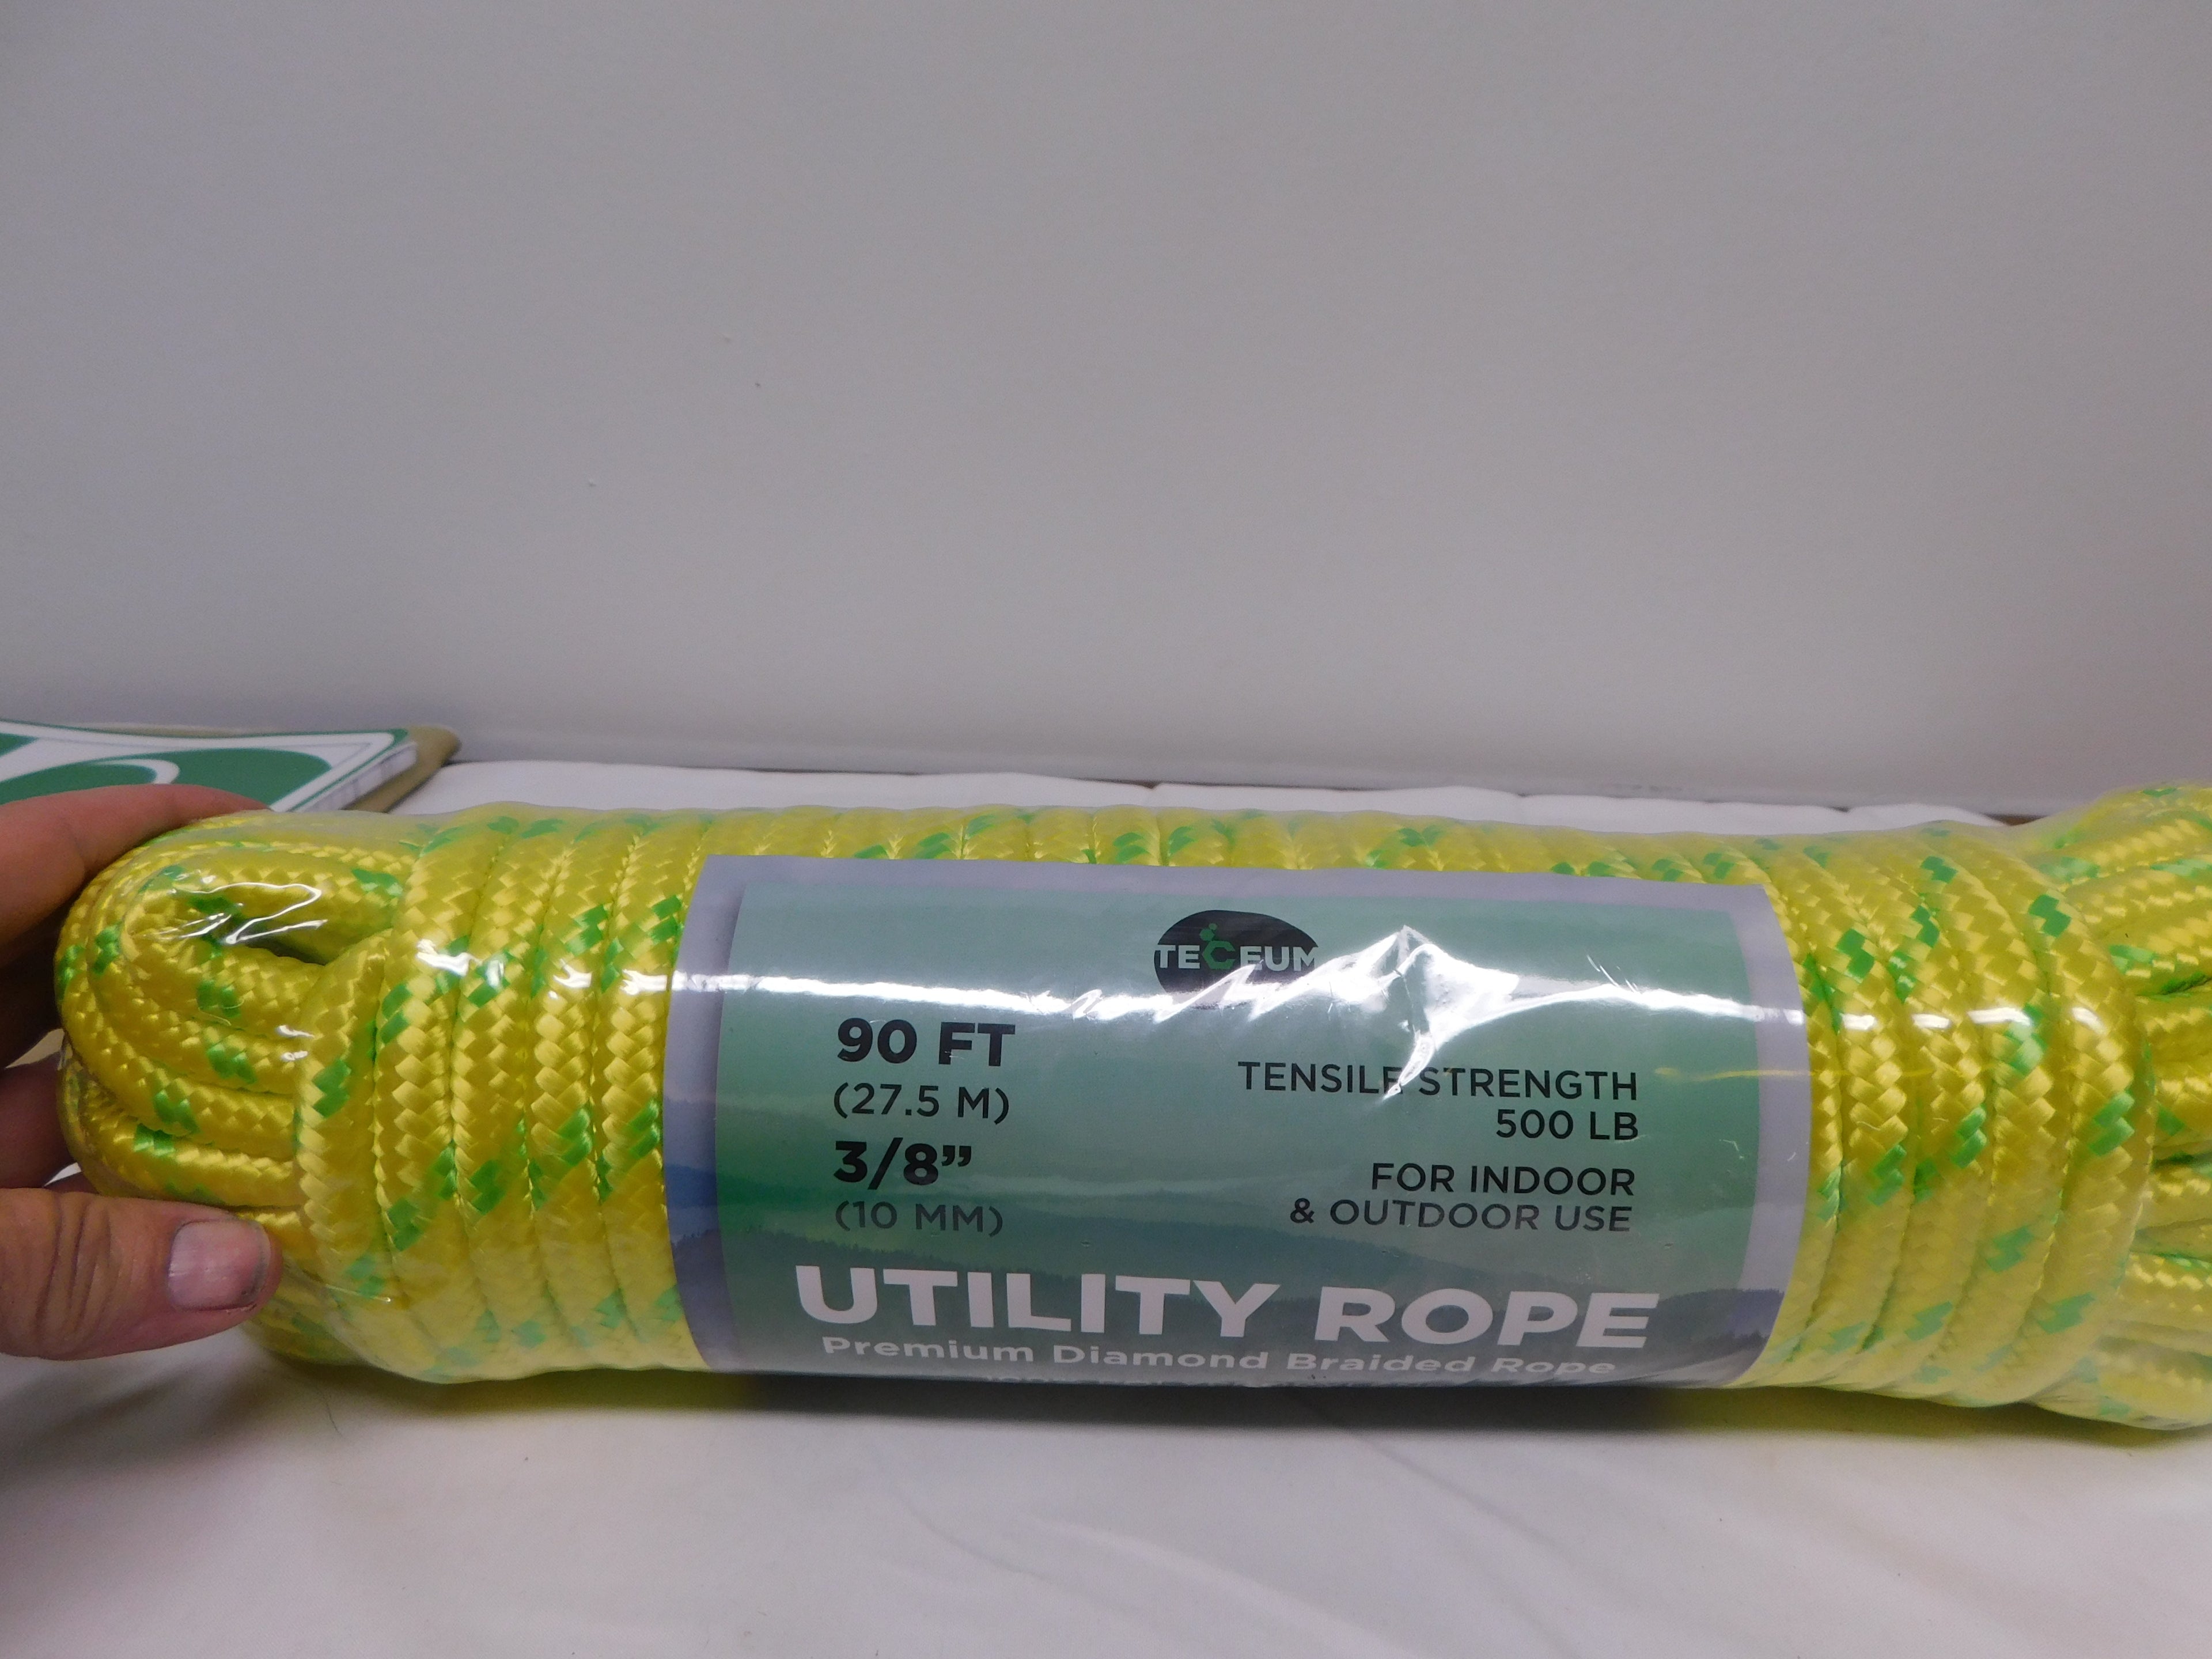 TECEUM
90 FT
(27.5 M)
3/8”
(10 MM)
TENSILE STRENGTH
500 LB
FOR INDOOR
& OUTDOOR USE
UTILITY ROPE
Premium Diamond Braided Rope